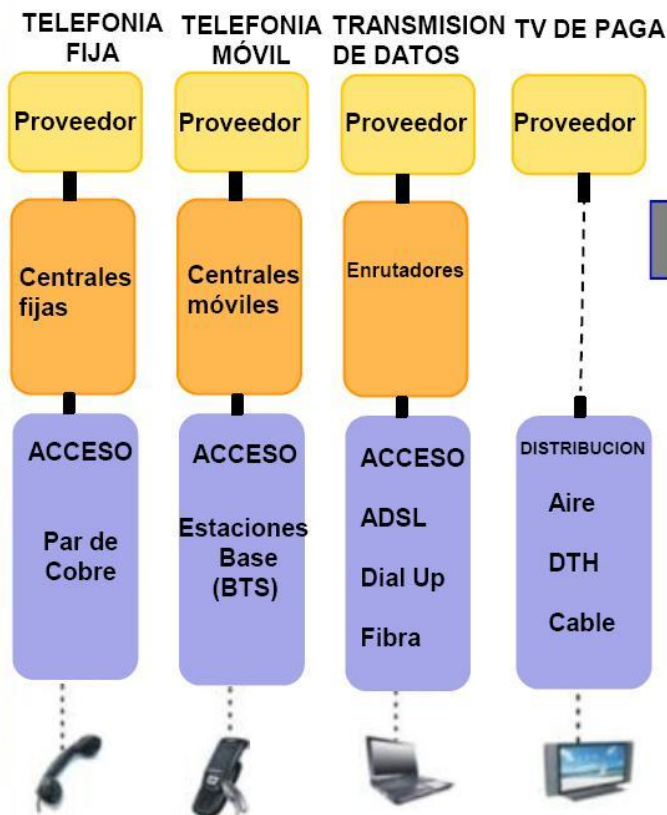 TELEFONIA
FIJA
TELEFONIA
MÓVIL
TRANSMISION
DE DATOS
TV DE PAGA
Proveedor
Proveedor
Proveedor
Proveedor
Centrales
fijas
Centrales
móviles
Enrutadores
ACCESO
Par de
Cobre
ACCESO
Estaciones
Base
(BTS)
ACCESO
ADSL
Dial Up
Fibra
DISTRIBUCION
Aire
DTH
Cable